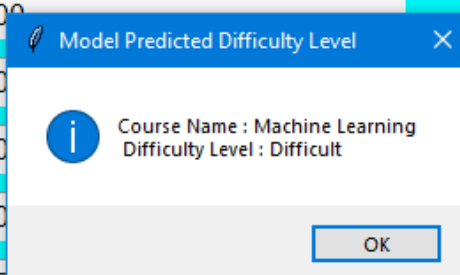 Model Predicted Difficulty Level
Course Name : Machine Learning
Difficulty Level : Difficult
OK